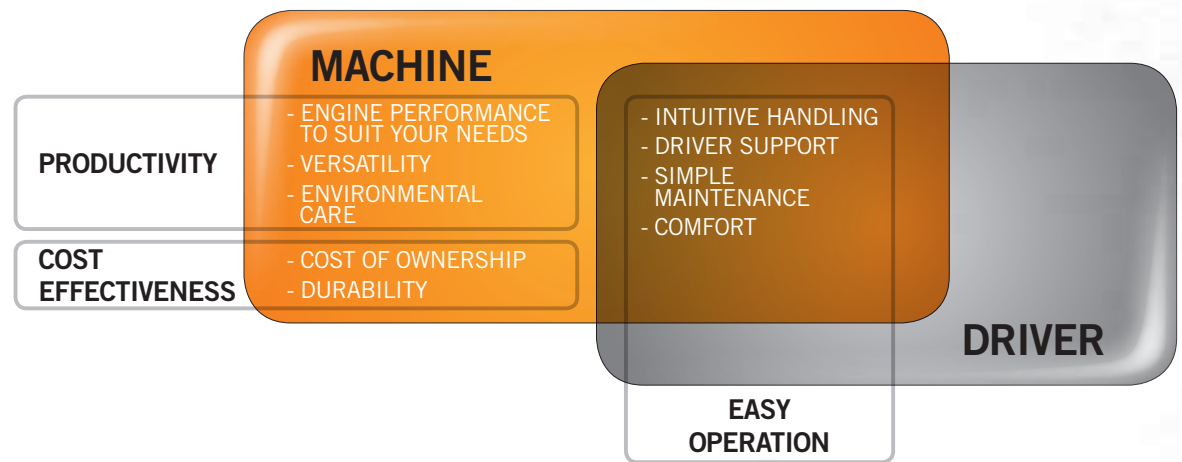 MACHINE
PRODUCTIVITY
- ENGINE PERFORMANCE
TO SUIT YOUR NEEDS
- VERSATILITY
- ENVIRONMENTAL
CARE
COST
EFFECTIVENESS
- COST OF OWNERSHIP
- DURABILITY
- INTUITIVE HANDLING
- DRIVER SUPPORT
- SIMPLE
MAINTENANCE
- COMFORT
DRIVER
EASY
OPERATION